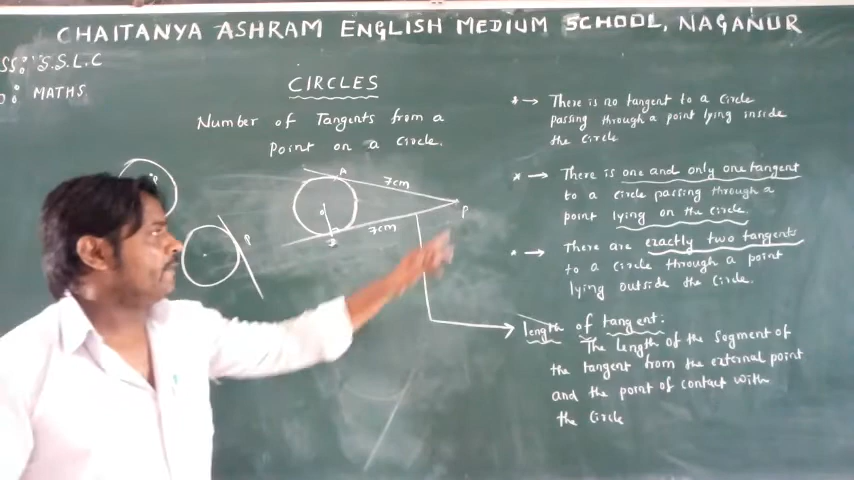 CHAITANYA ASHRAM ENGLISH MEDIUM SCHOOL, NAGANUR
SS: S.S.L.C
: MATHS.
CIRCLES
Number of Tangents from a
point on a circle.
* → There is no tangent to a circle
passing through a point lying inside
the circle
* → There is one and only one tangent
to a circle passing through a
point lying on the circle.
* → There are exactly two tangents
to a circle through a point
lying outside the circle.
length of tangent:
The length of the segment of
the tangent from the external point
and the point of contact with
the circle
P
P
A
7cm
P
7cm